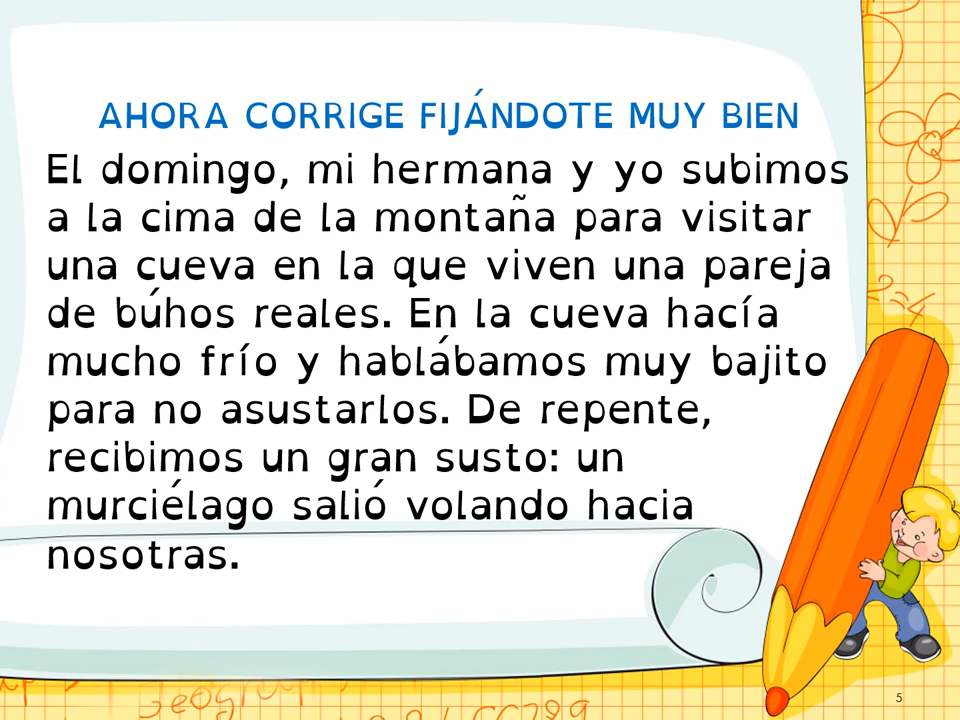 AHORA CORRIGE FIJÁNDOTE MUY BIEN
El domingo, mi hermana y yo subimos
a la cima de la montaña para visitar
una cueva en la que viven una pareja
de búhos reales. En la cueva hacía
mucho frío y hablábamos muy bajito
para no asustarlos. De repente,
recibimos un gran susto: un
murciélago salió volando hacia
nosotras.
5